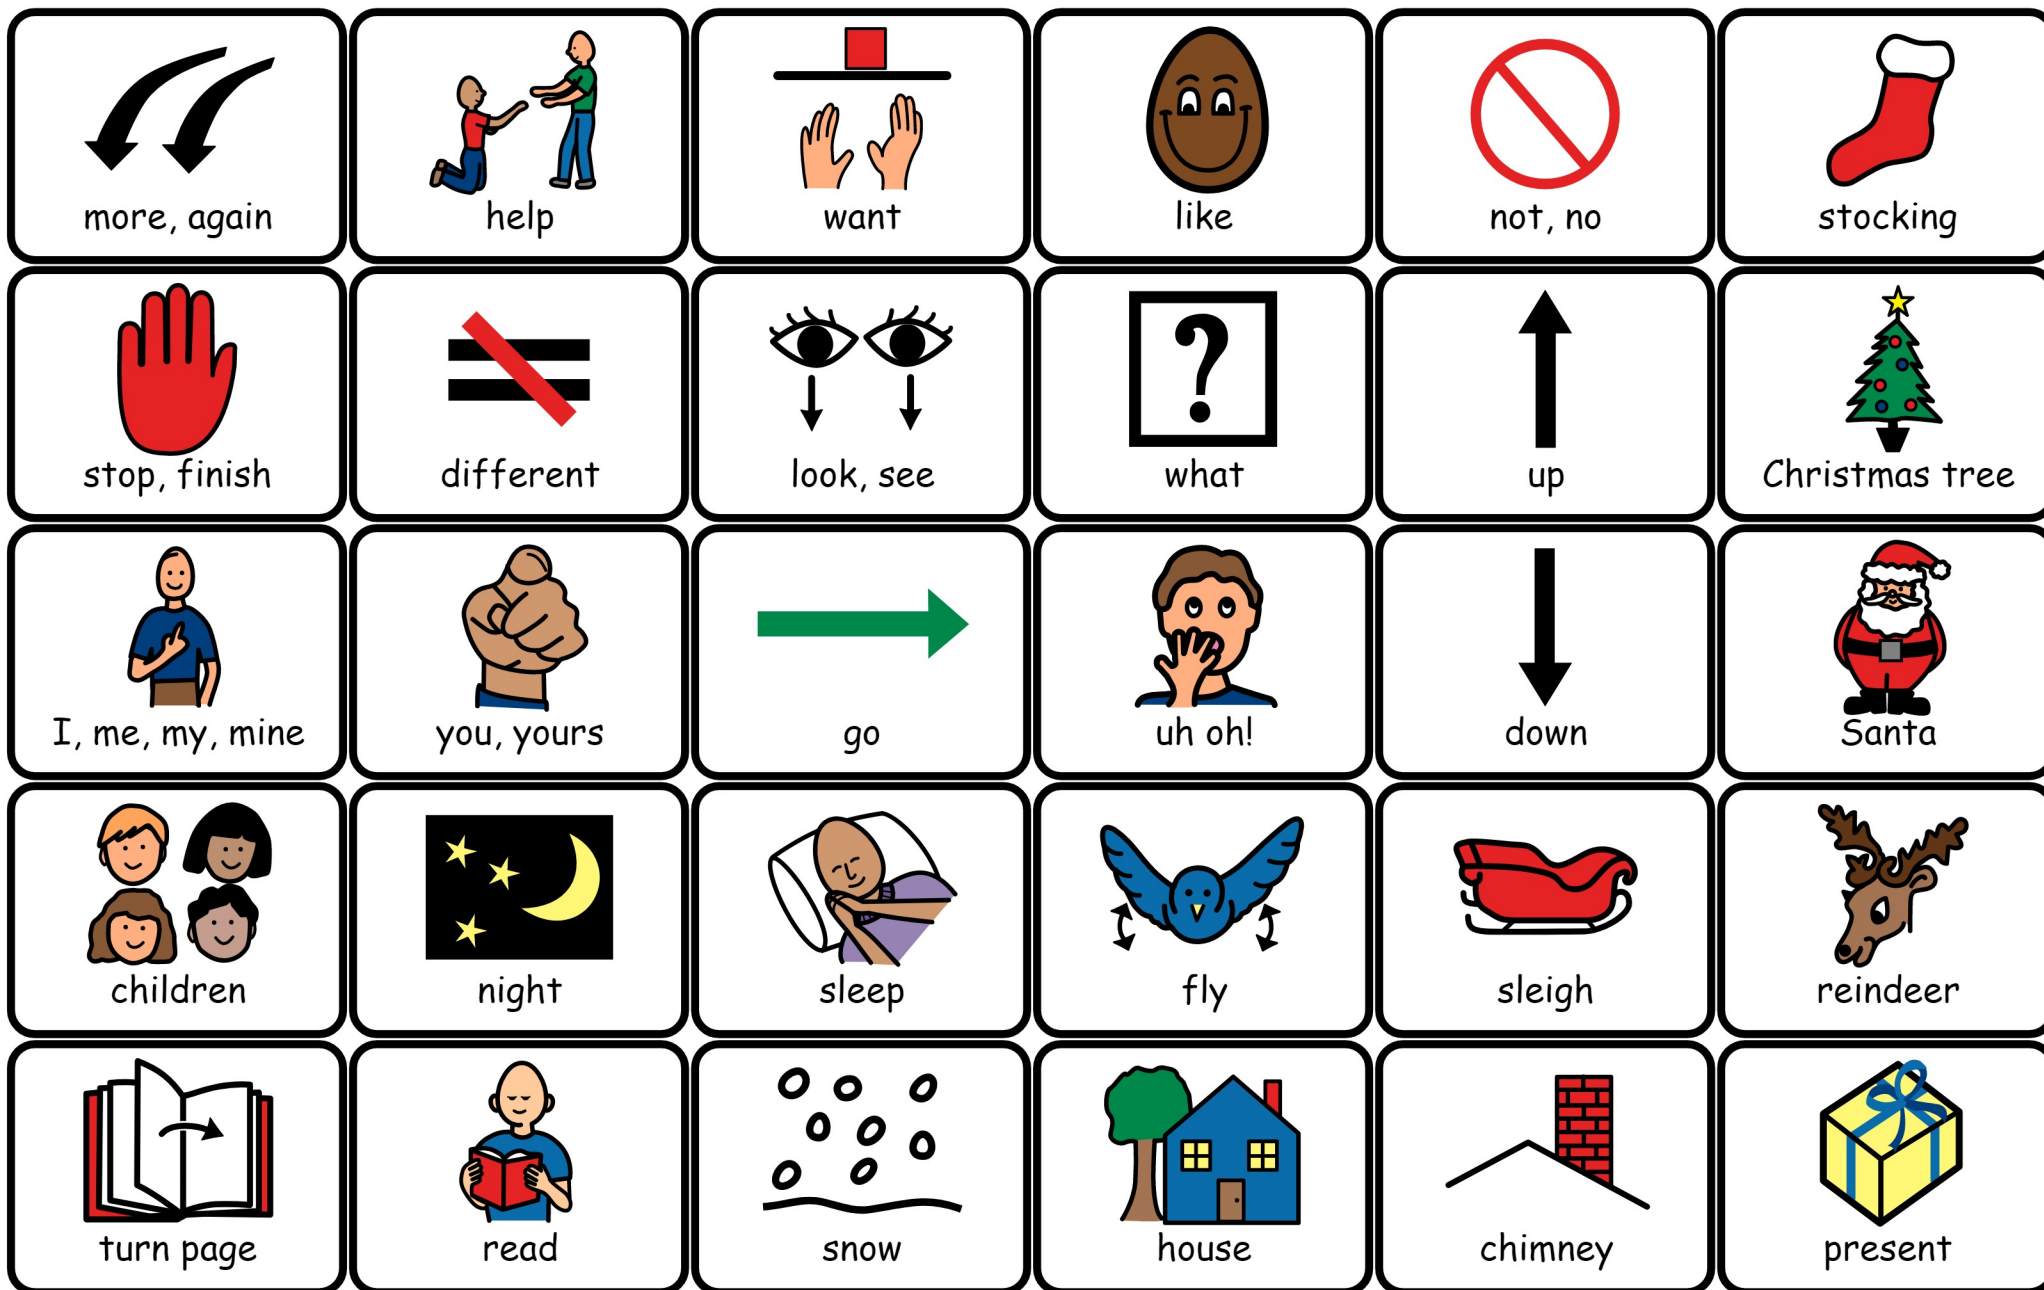 more, again
help
want
like
not, no
stocking
stop, finish
different
look, see
?
what
up
Christmas tree
I, me, my, mine
you, yours
go
uh oh!
down
Santa
children
night
sleep
fly
sleigh
reindeer
turn page
read
snow
house
chimney
present